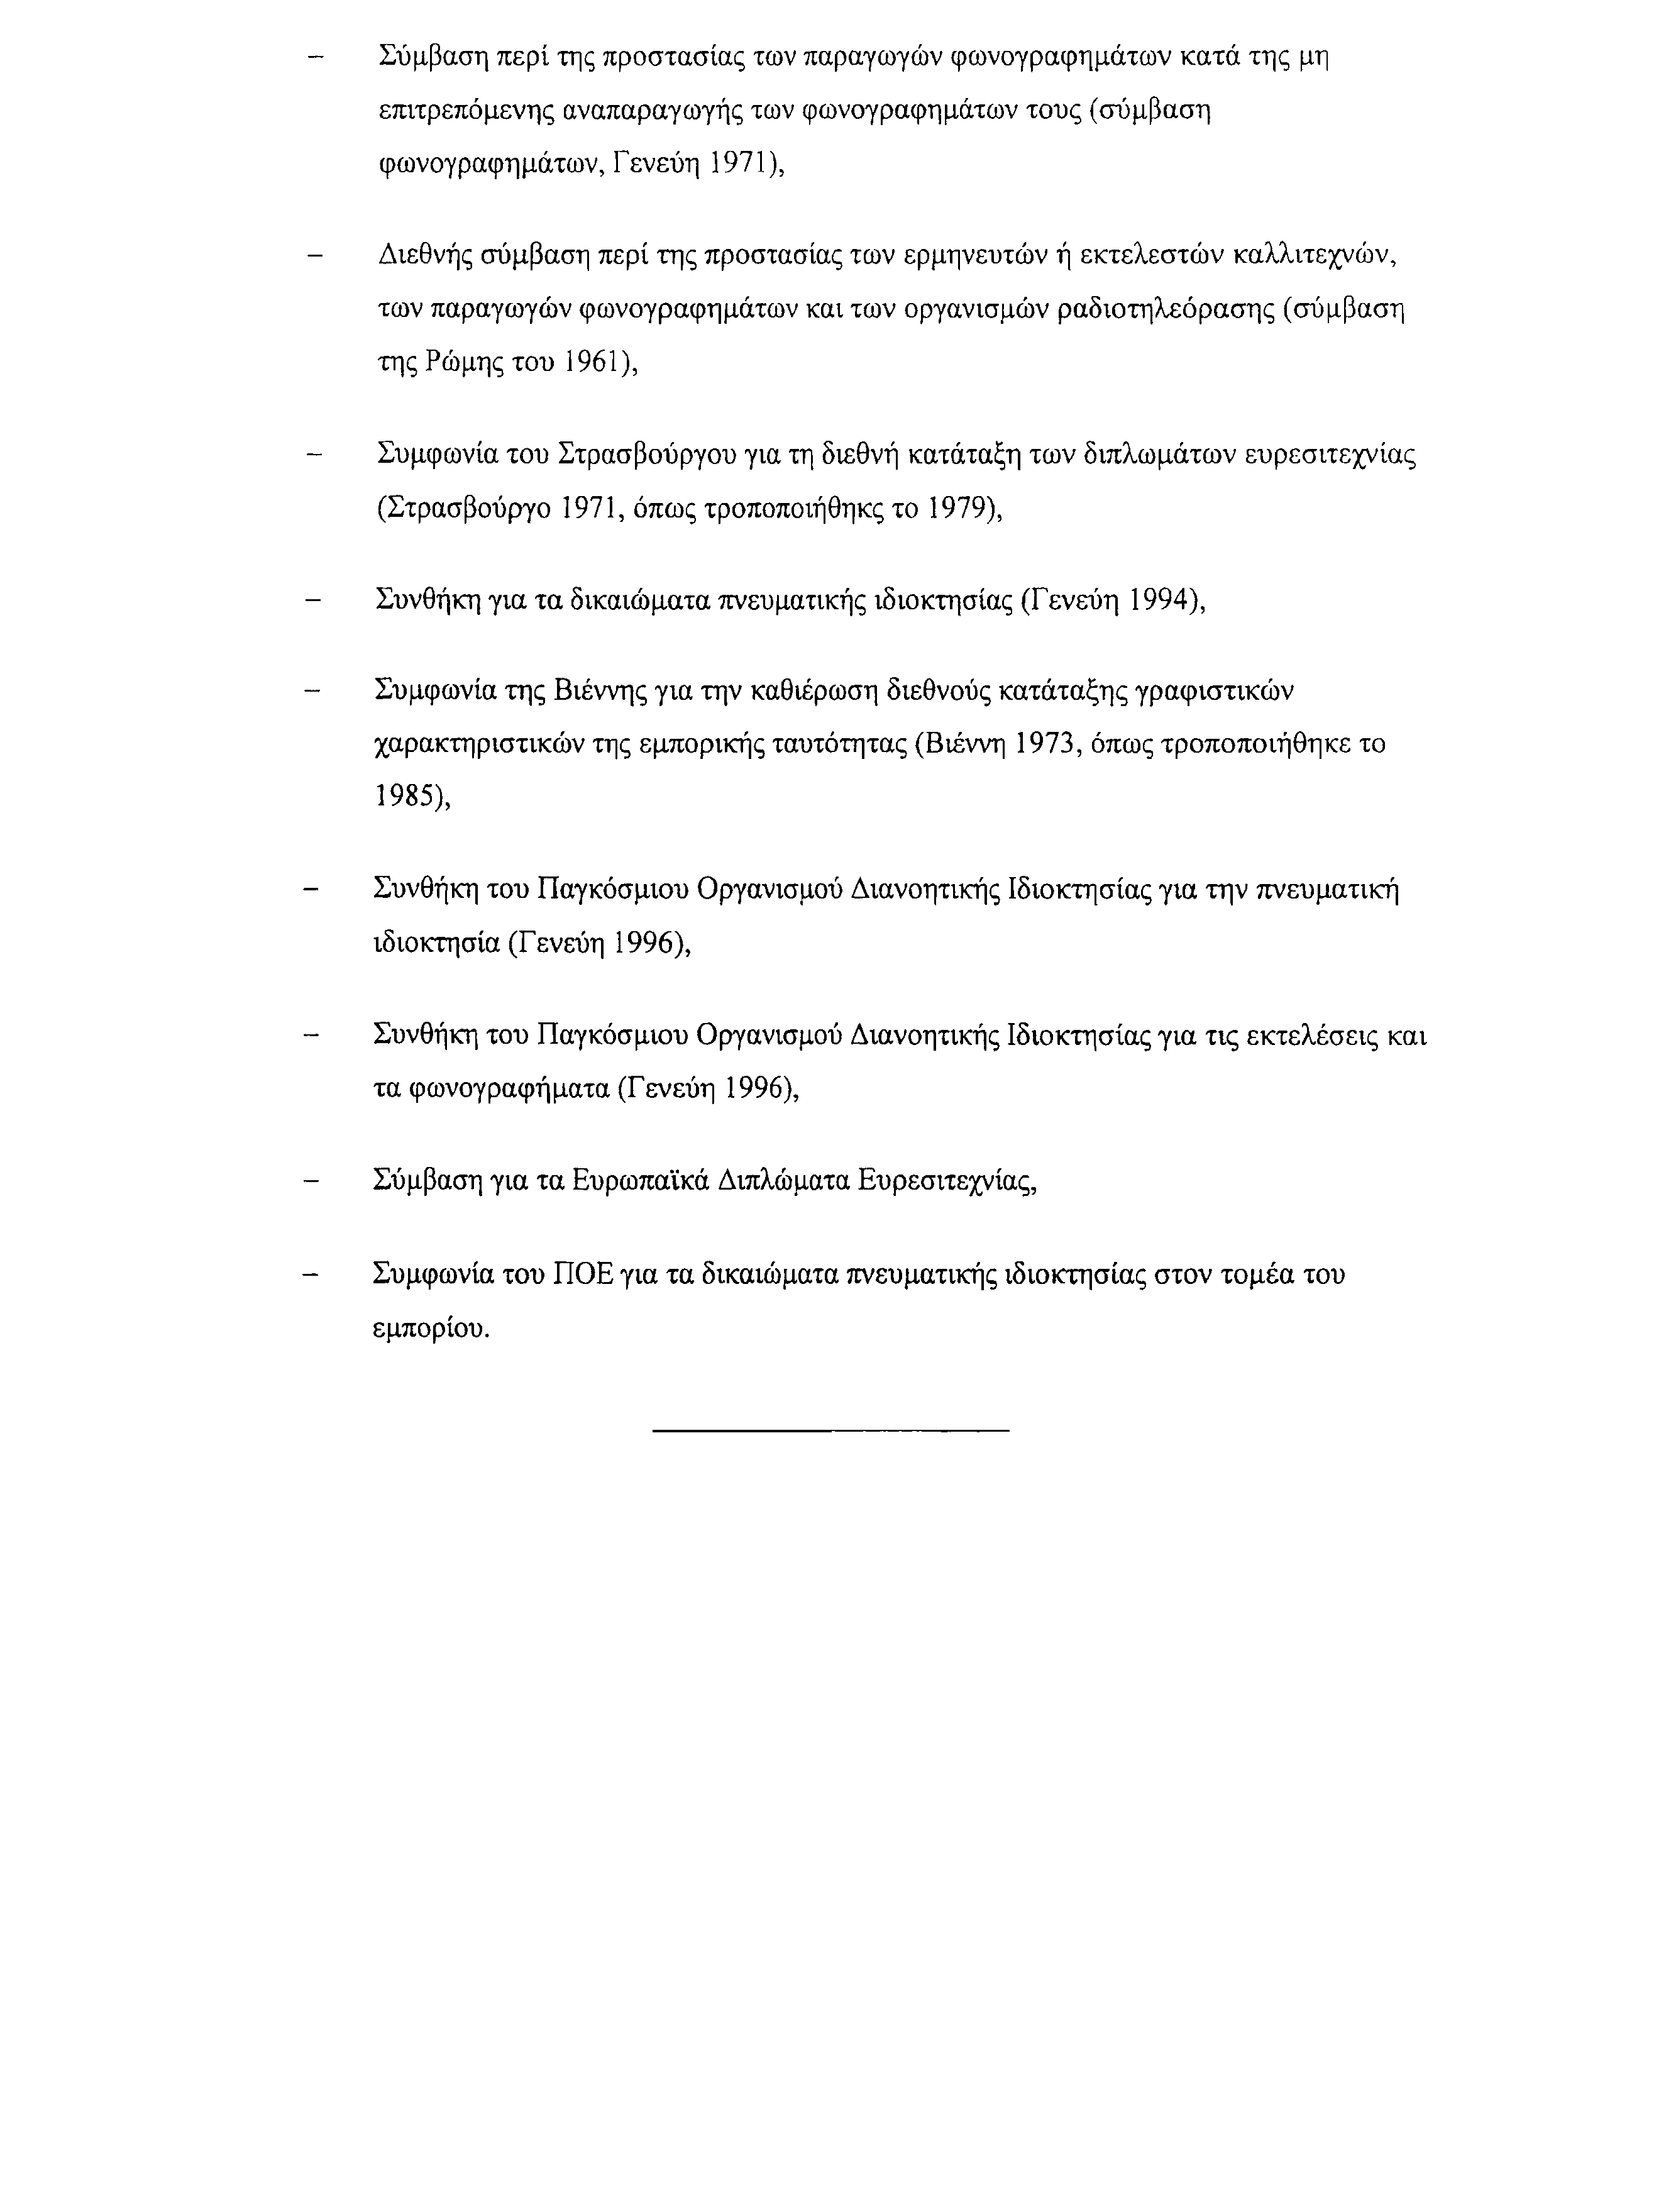 – Σύμβαση περί της προστασίας των παραγωγών φωνογραφημάτων κατά της μη
επιτρεπόμενης αναπαραγωγής των φωνογραφημάτων τους (σύμβαση
φωνογραφημάτων, Γενεύη 1971),
– Διεθνής σύμβαση περί της προστασίας των ερμηνευτών ή εκτελεστών καλλιτεχνών,
των παραγωγών φωνογραφημάτων και των οργανισμών ραδιοτηλεόρασης (σύμβαση
της Ρώμης του 1961),
– Συμφωνία του Στρασβούργου για τη διεθνή κατάταξη των διπλωμάτων ευρεσιτεχνίας
(Στρασβούργο 1971, όπως τροποποιήθηκς το 1979),
– Συνθήκη για τα δικαιώματα πνευματικής ιδιοκτησίας (Γενεύη 1994),
– Συμφωνία της Βιέννης για την καθιέρωση διεθνούς κατάταξης γραφιστικών
χαρακτηριστικών της εμπορικής ταυτότητας (Βιέννη 1973, όπως τροποποιήθηκε το
1985),
– Συνθήκη του Παγκόσμιου Οργανισμού Διανοητικής Ιδιοκτησίας για την πνευματική
ιδιοκτησία (Γενεύη 1996),
– Συνθήκη του Παγκόσμιου Οργανισμού Διανοητικής Ιδιοκτησίας για τις εκτελέσεις και
τα φωνογραφήματα (Γενεύη 1996),
– Σύμβαση για τα Ευρωπαϊκά Διπλώματα Ευρεσιτεχνίας,
– Συμφωνία του ΠΟΕ για τα δικαιώματα πνευματικής ιδιοκτησίας στον τομέα του
εμπορίου.